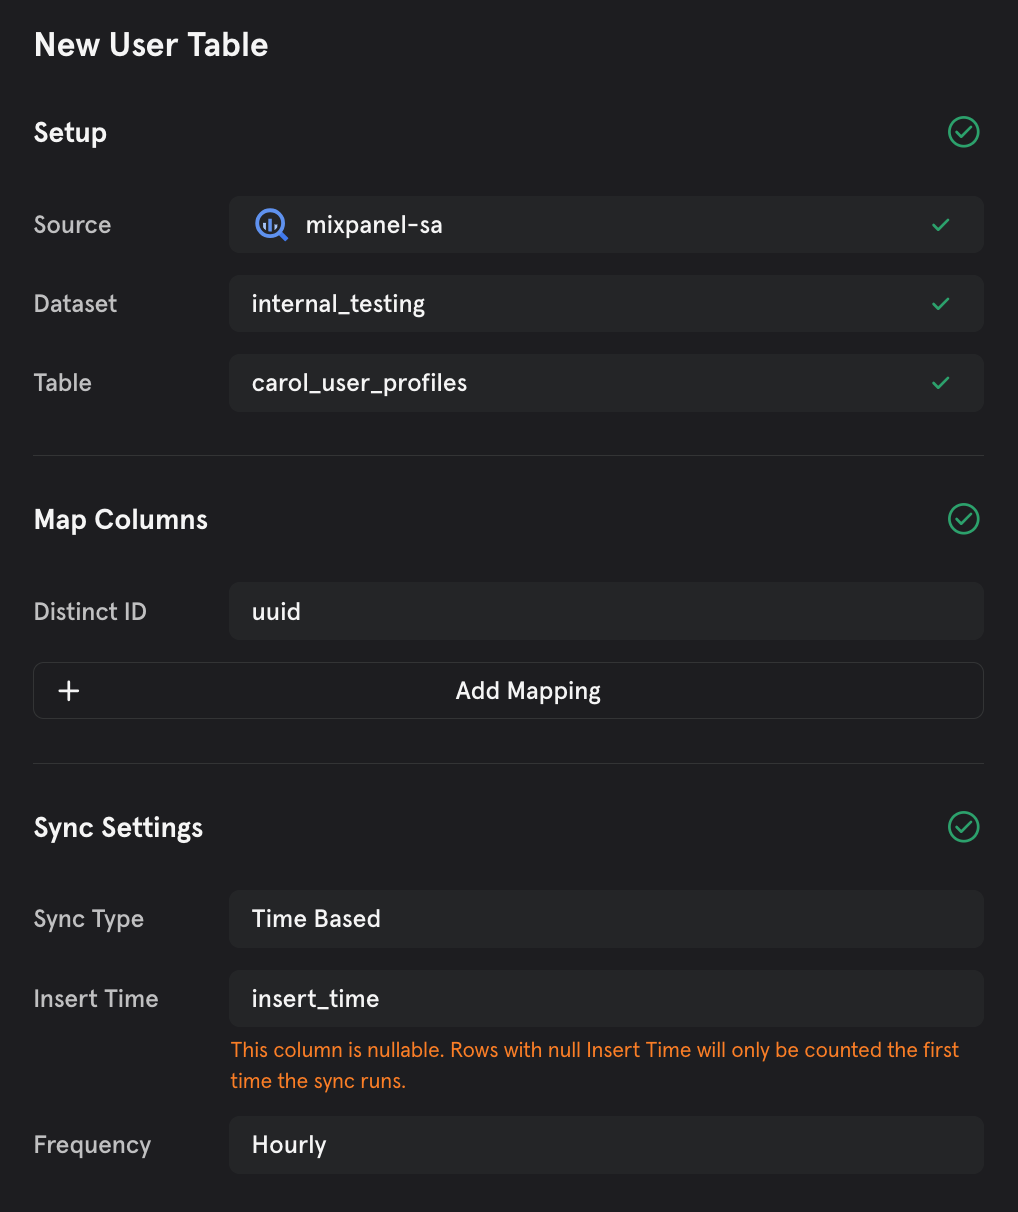 New User Table
Setup
Source
mixpanel-sa
Dataset
internal_testing
Table
carol_user_profiles
Map Columns
Distinct ID
uuid
Add Mapping
Sync Settings
Sync Type
Time Based
Insert Time
insert_time
This column is nullable. Rows with null Insert Time will only be counted the first
time the sync runs.
Frequency
Hourly